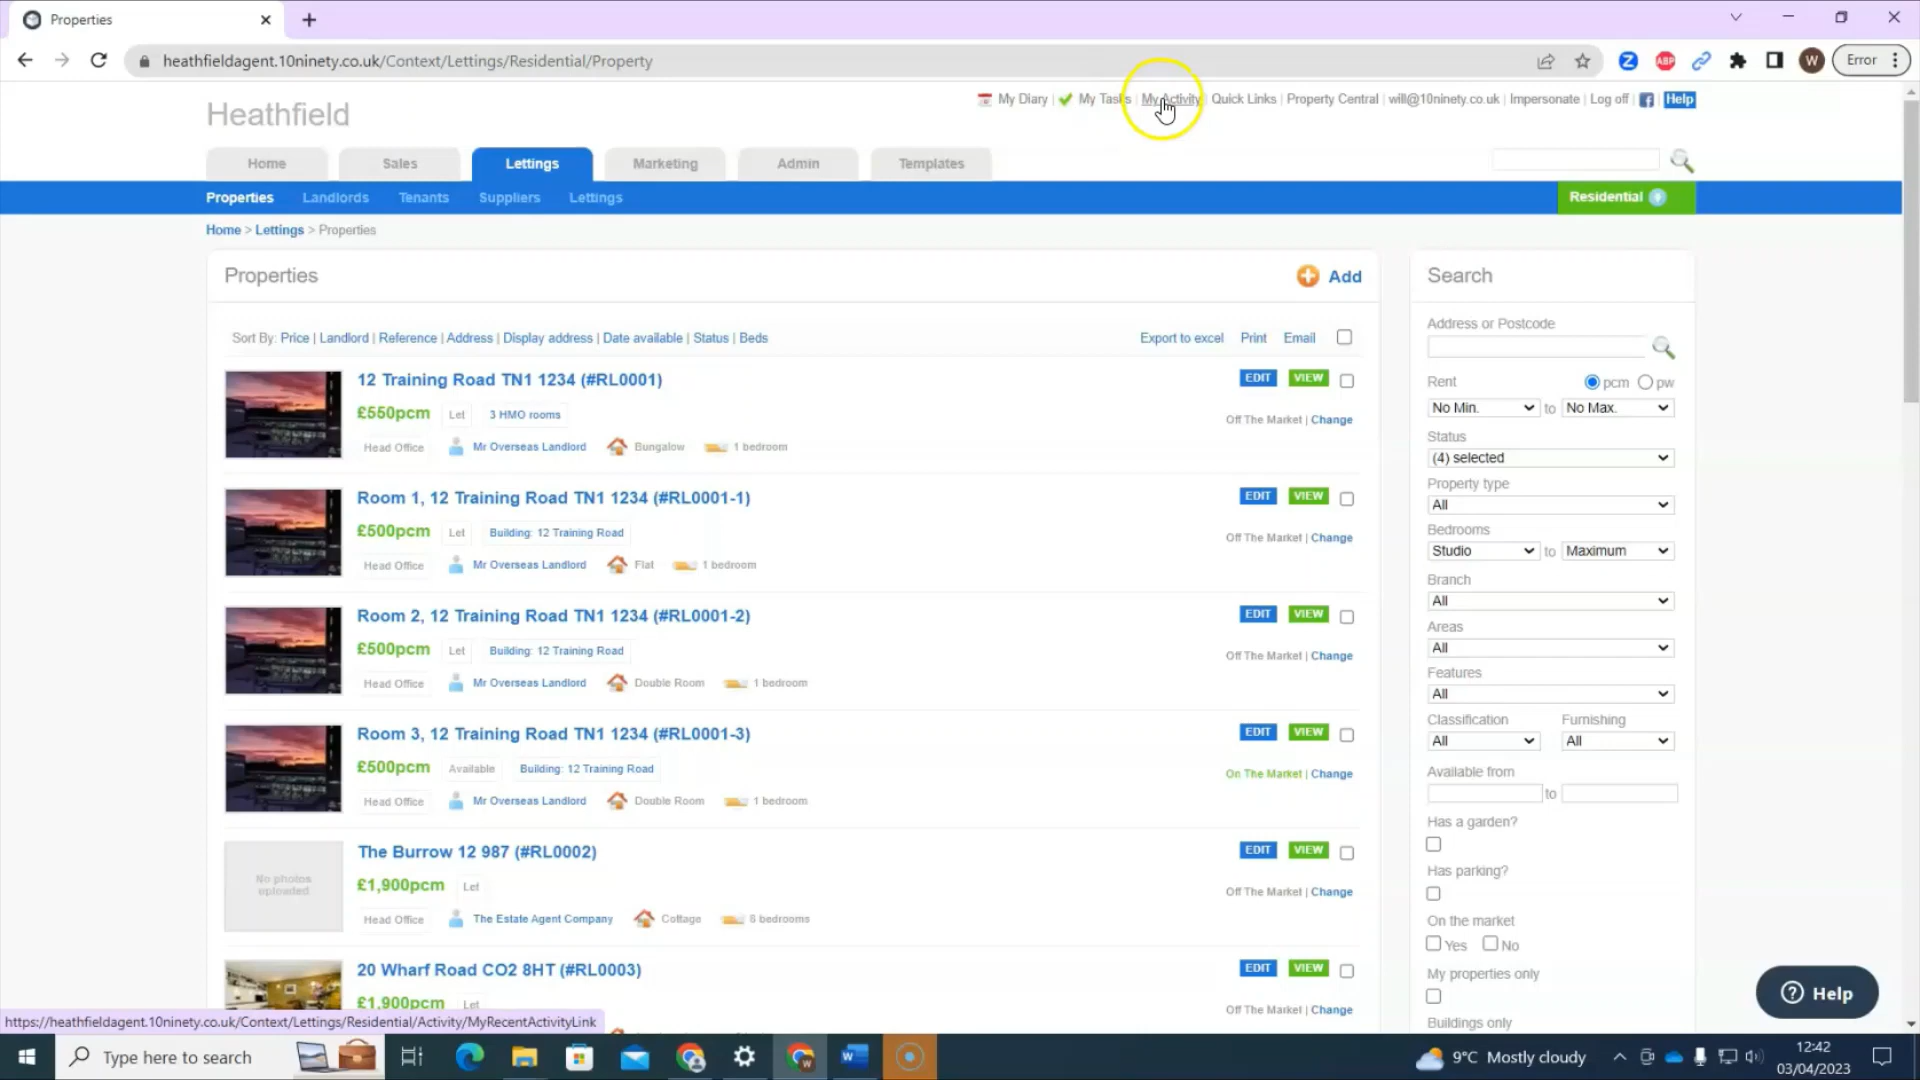 Properties
heathfieldagent.10ninety.co.uk/Context/Lettings/Residential/Property
ABP
W
Error
Heathfield
My Diary | My Tasks | My Activity | Quick Links | Property Central | will@10ninety.co.uk | Impersonate | Log off | Help
Home Sales Lettings Marketing Admin Templates
Properties Landlords Tenants Suppliers Lettings
Residential
Home > Lettings > Properties
Properties
Add
Sort By: Price | Landlord | Reference | Address | Display address | Date available | Status | Beds
Export to excel Print Email
12 Training Road TN1 1234 (#RL0001)
EDIT VIEW
£550pcm Let 3 HMO rooms
Off The Market | Change
Head Office Mr Overseas Landlord Bungalow 1 bedroom
Room 1, 12 Training Road TN1 1234 (#RL0001-1)
EDIT VIEW
£500pcm Let Building: 12 Training Road
Off The Market | Change
Head Office Mr Overseas Landlord Flat 1 bedroom
Room 2, 12 Training Road TN1 1234 (#RL0001-2)
EDIT VIEW
£500pcm Let Building: 12 Training Road
Off The Market | Change
Head Office Mr Overseas Landlord Double Room 1 bedroom
Room 3, 12 Training Road TN1 1234 (#RL0001-3)
EDIT VIEW
£500pcm Available Building: 12 Training Road
On The Market | Change
Head Office Mr Overseas Landlord Double Room 1 bedroom
No photos
uploaded
The Burrow 12 987 (#RL0002)
EDIT VIEW
£1,900pcm Let
Off The Market | Change
Head Office The Estate Agent Company Cottage 8 bedrooms
20 Wharf Road CO2 8HT (#RL0003)
EDIT VIEW
£1,900pcm Let
Off The Market | Change
Search
Address or Postcode
Rent pcm pw
No Min. to No Max.
Status
(4) selected
Property type
All
Bedrooms
Studio to Maximum
Branch
All
Areas
All
Features
All
Classification Furnishing
All All
Available from
to
Has a garden?
Has parking?
On the market
Yes No
My properties only
Buildings only
Help
https://heathfieldagent.10ninety.co.uk/Context/Lettings/Residential/Activity/MyRecentActivityLink
Type here to search
9°C Mostly cloudy
12:42
03/04/2023